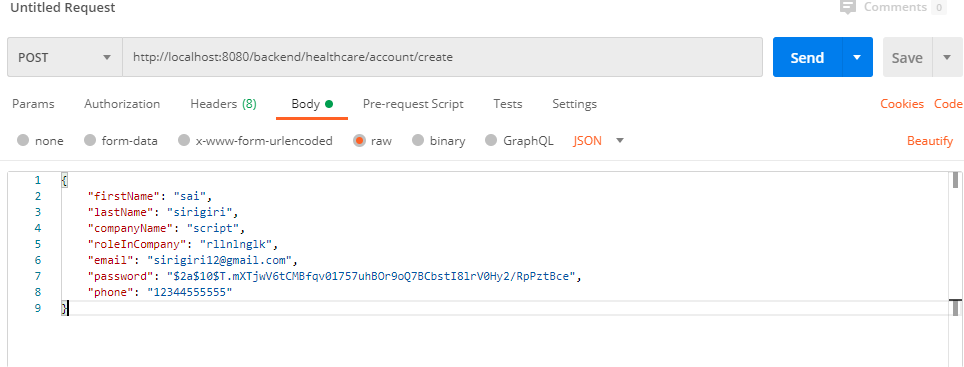 Untitled Request
Comments 0
POST http://localhost:8080/backend/healthcare/account/create Send Save
Params Authorization Headers (8) Body Pre-request Script Tests Settings Cookies Code
none form-data x-www-form-urlencoded raw binary GraphQL JSON Beautify
1 {
2 "firstName": "sai",
3 "lastName": "sirigiri",
4 "companyName": "script",
5 "roleInCompany": "rllnlnglk",
6 "email": "sirigiri12@gmail.com",
7 "password": "$2a$10$T.mXTjwV6tCMBfqv01757uhBOr9oQ7BCbstI8lrV0Hy2/RpPztBce",
8 "phone": "12344555555"
9 }